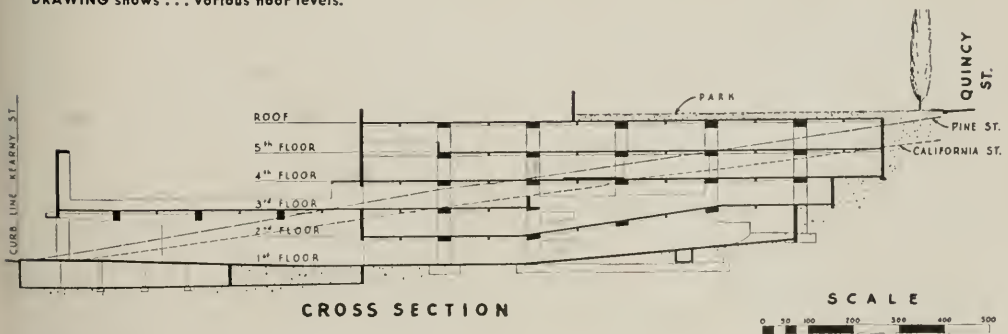 DRAWING shows . . . various floor levels.
CURB LINE KEARNY ST.
ROOF
5th FLOOR
4th FLOOR
3rd FLOOR
2nd FLOOR
1st FLOOR
PARK
QUINCY ST.
PINE ST.
CALIFORNIA ST.
CROSS SECTION
SCALE
0 50 100 200 300 400 500